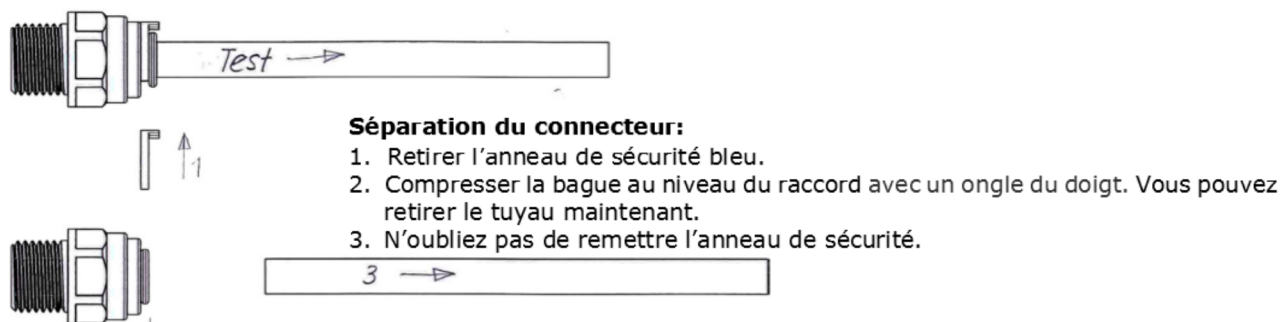 Test
Séparation du connecteur:
1. Retirer l’anneau de sécurité bleu.
1
2. Compresser la bague au niveau du raccord avec un ongle du doigt. Vous pouvez
retirer le tuyau maintenant.
3. N’oubliez pas de remettre l’anneau de sécurité.
3